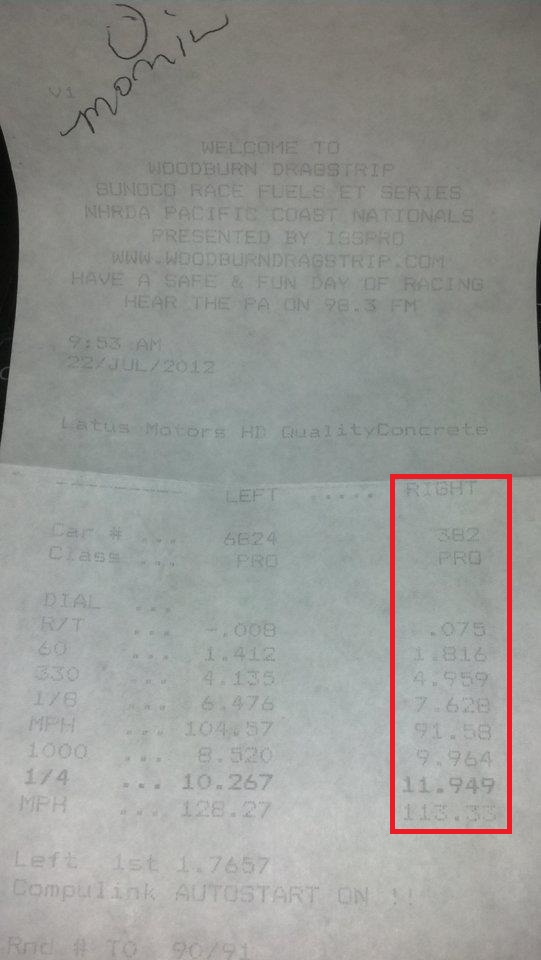 monin
V1
WELCOME TO
WOODBURN DRAGSTRIP
SUNOCO RACE FUELS ET SERIES
NHRDA PACIFIC COAST NATIONALS
PRESENTED BY ISSPRO
WWW.WOODBURNDRAGSTRIP.COM
HAVE A SAFE & FUN DAY OF RACING
HEAR THE PA ON 98.3 FM
9:53 AM
22/JUL/2012
Latus Motors HD QualityConcrete
---------- LEFT ..... RIGHT
Car # ... 6824 382
Class ... PRO PRO
DIAL ...
R/T ... -.008 .075
60 ... 1.412 1.816
330 ... 4.135 4.959
1/8 ... 6.476 7.628
MPH ... 104.57 91.58
1000 ... 8.520 9.964
1/4 ... 10.267 11.949
MPH ... 128.27 113.33
Left 1st 1.7657
Compulink AUTOSTART ON !!
Rnd # TO 90/91